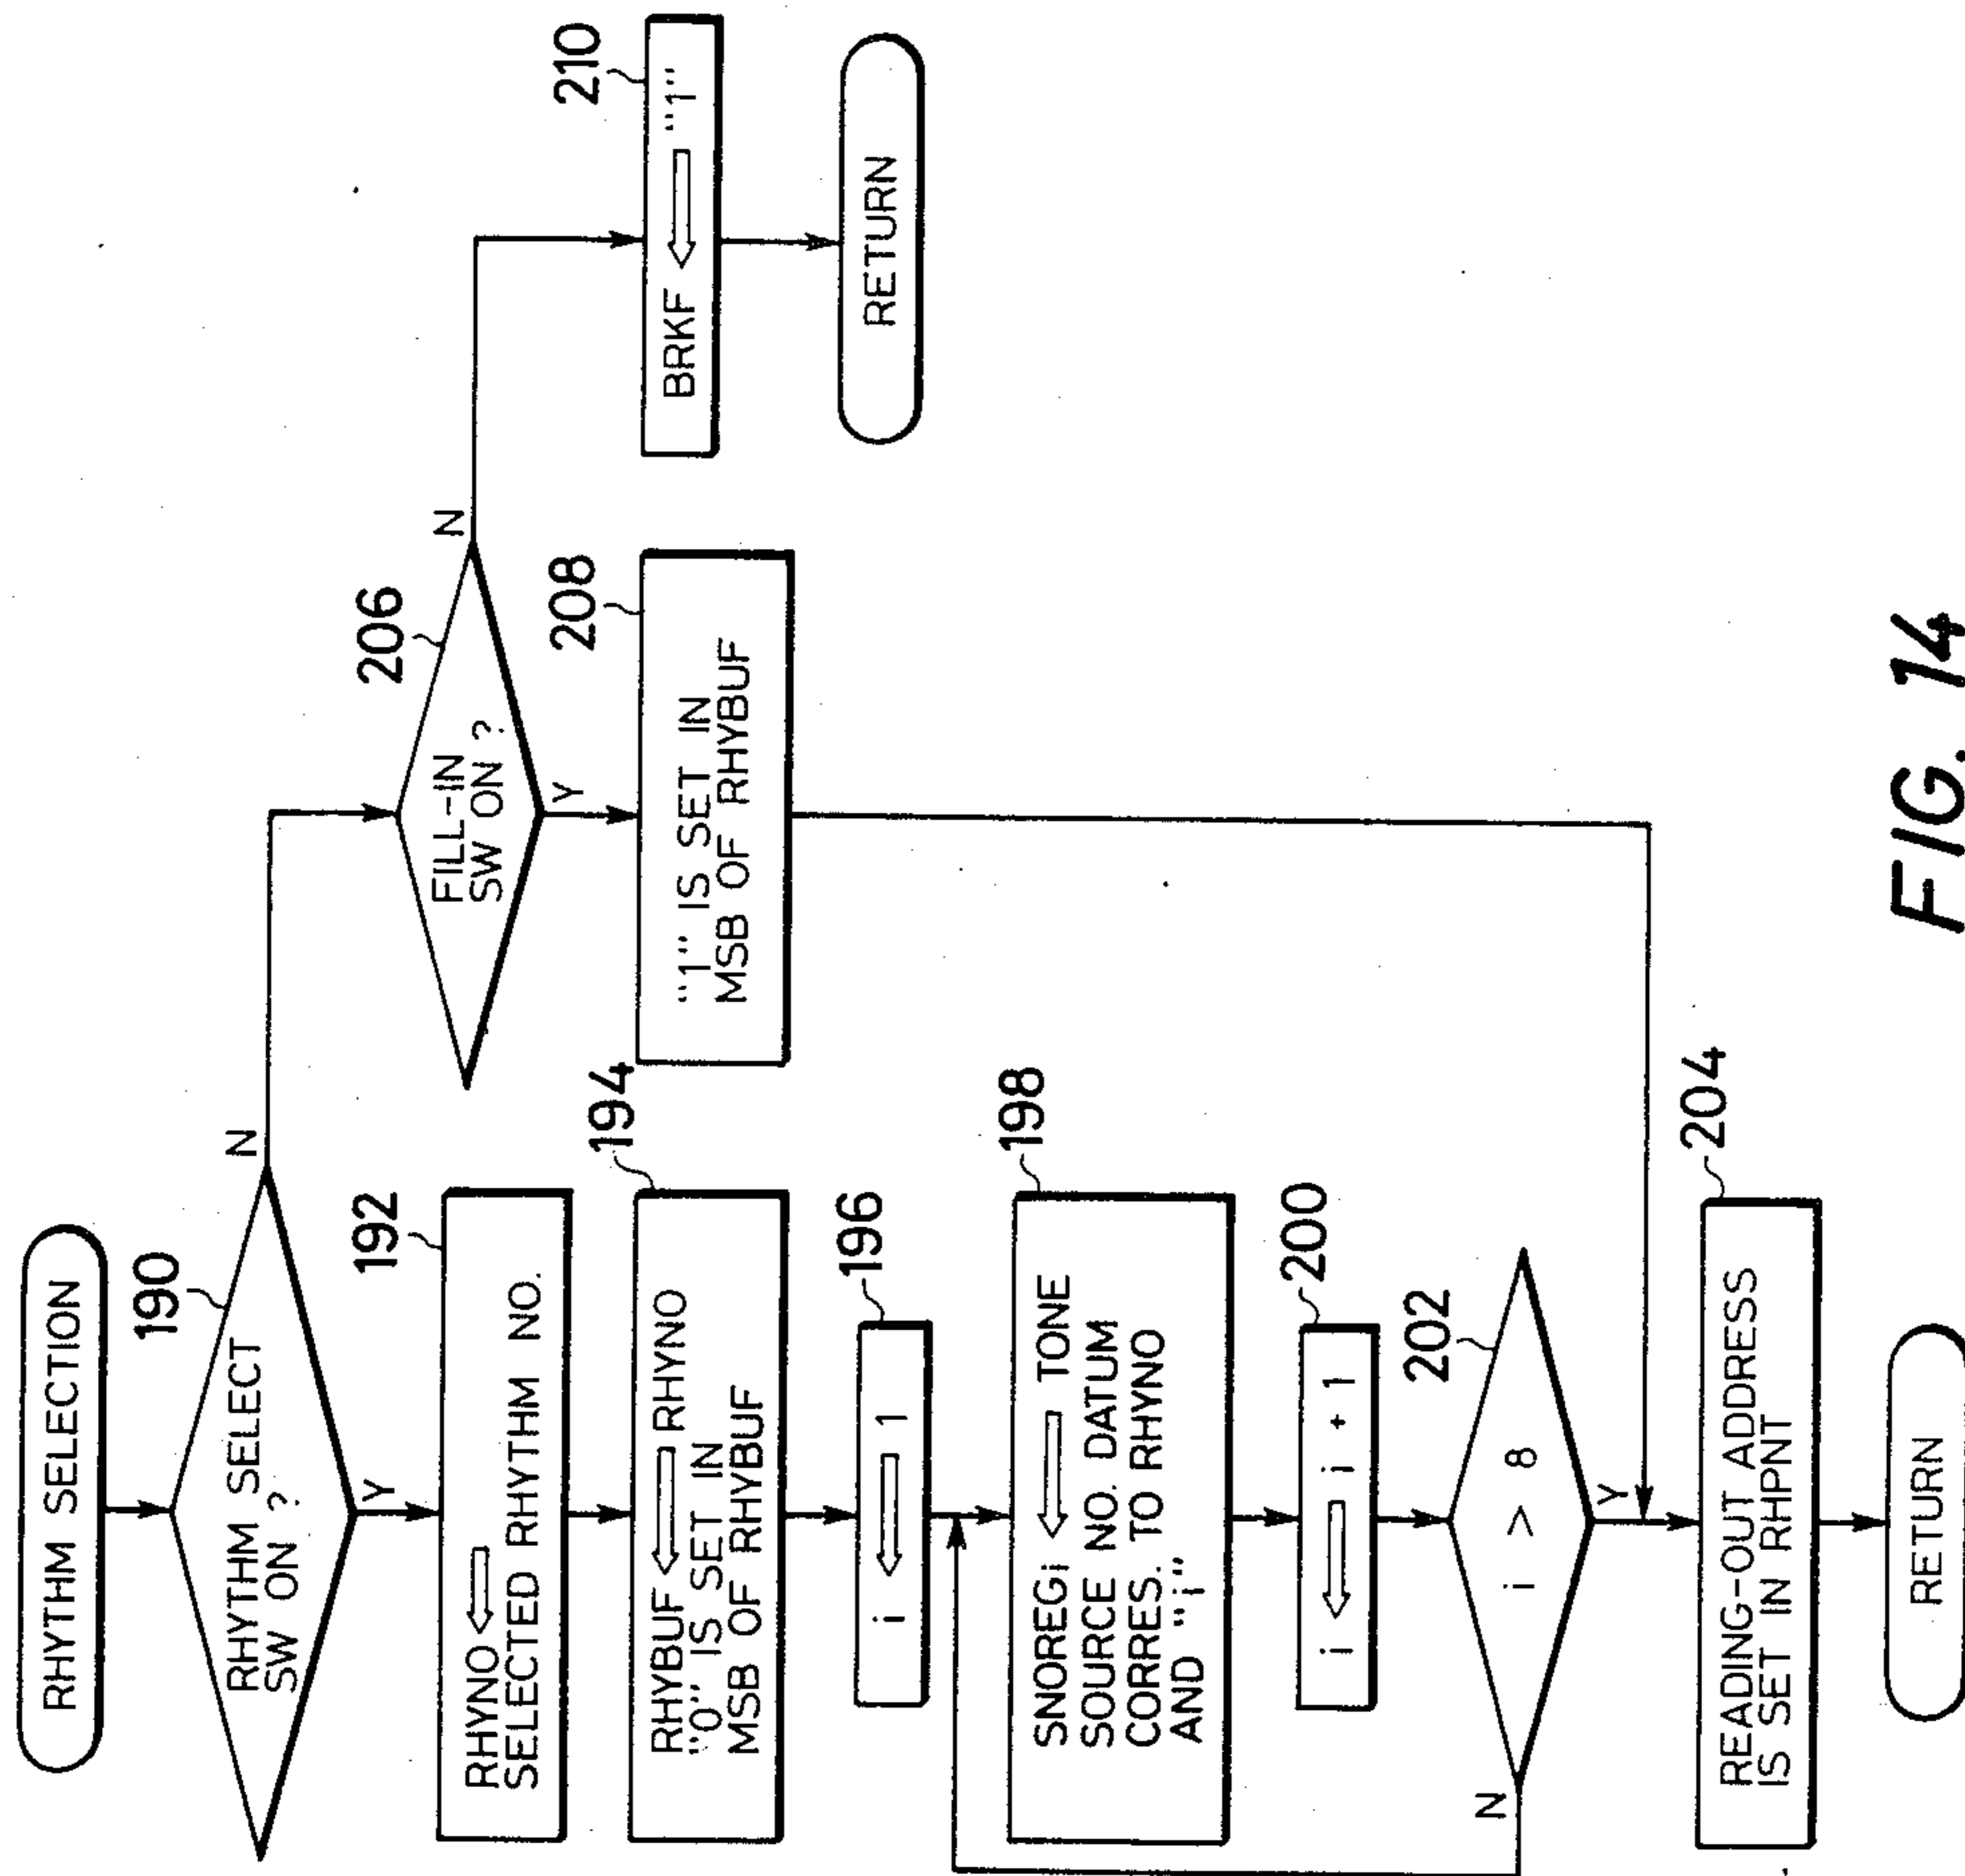 RHYTHM SELECTION
190
RHYTHM SELECT
SW ON ?
N
Y
192
RHYNO ⇐
SELECTED RHYTHM NO.
194
RHYBUF ⇐ RHYNO
"0" IS SET IN
MSB OF RHYBUF
196
i ⇐ 1
198
SNOREGi ⇐ TONE
SOURCE NO. DATUM
CORRES. TO RHYNO
AND "i"
200
i ⇐ i + 1
202
i > 8
N
Y
204
READING-OUT ADDRESS
IS SET IN RHPNT
RETURN
206
FILL-IN
SW ON ?
N
Y
208
"1" IS SET IN
MSB OF RHYBUF
210
BRKF ⇐ "1"
RETURN
FIG. 14